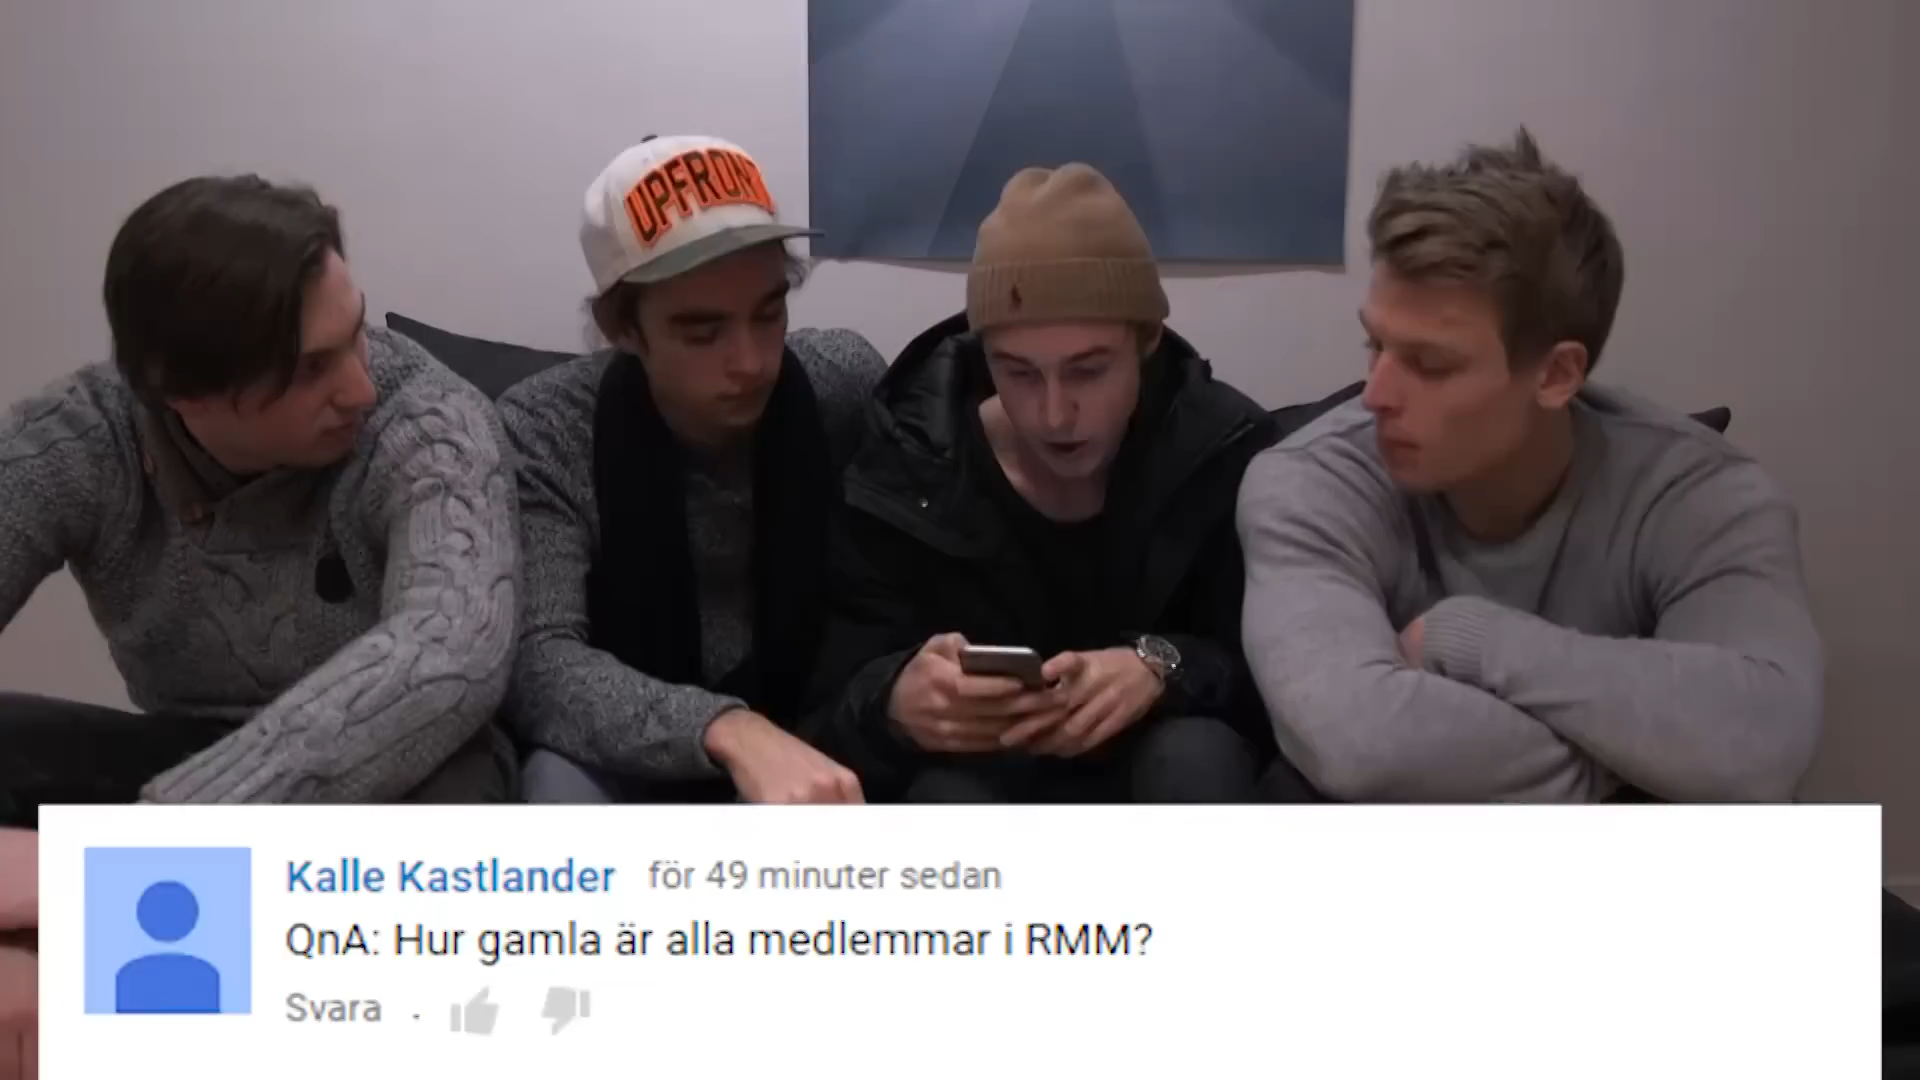 UPFRONT
Kalle Kastlander för 49 minuter sedan
QnA: Hur gamla är alla medlemmar i RMM?
Svara .